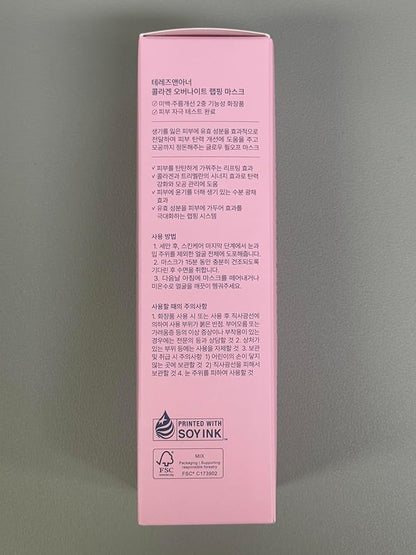 테레즈앤아너
콜라겐 오버나이트 랩핑 마스크
✓ 미백·주름개선 2중 기능성 화장품
✓ 피부 자극 테스트 완료
생기를 잃은 피부에 유효 성분을 효과적으로
전달하여 피부 탄력 개선에 도움을 주고
모공까지 정돈해주는 글로우 필오프 마스크
✓ 피부를 탄탄하게 가꿔주는 리프팅 효과
✓ 콜라겐과 트리펠린의 시너지 효과로 탄력
강화와 모공 관리에 도움
✓ 피부에 윤기를 더해 생기 있는 수분 광채
효과
✓ 유효 성분을 피부에 가두어 효과를
극대화하는 랩핑 시스템
사용 방법
1. 세안 후, 스킨케어 마지막 단계에서 눈과
입 주위를 제외한 얼굴 전체에 도포해줍니다.
2. 마스크가 15분 동안 충분히 건조되도록
기다린 후 수면을 취합니다.
3. 다음날 아침에 마스크를 떼어내거나
미온수로 얼굴을 깨끗이 헹궈주세요.
사용할 때의 주의사항
1. 화장품 사용 시 또는 사용 후 직사광선에
의하여 사용 부위가 붉은 반점, 부어오름 또는
가려움증 등의 이상 증상이나 부작용이 있는
경우에는 전문의 등과 상담할 것 2. 상처가
있는 부위 등에는 사용을 자제할 것 3. 보관
및 취급 시 주의사항 1) 어린이의 손이 닿지
않는 곳에 보관할 것 2) 직사광선을 피해서
보관할 것 4. 눈 주위를 피하여 사용할 것
PRINTED WITH
SOY INK™
MIX
Packaging | Supporting
responsible forestry
FSC
FSC® C173902